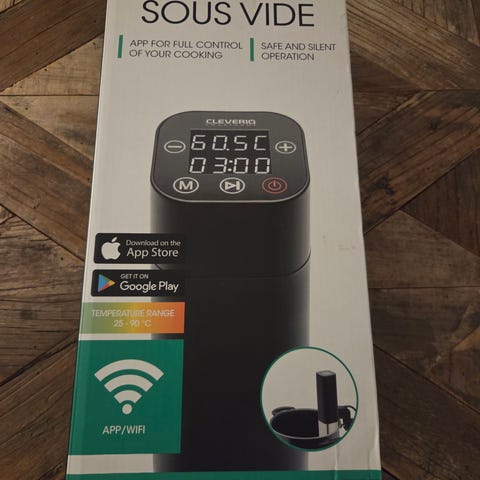 SOUS VIDE
APP FOR FULL CONTROL
OF YOUR COOKING
SAFE AND SILENT
OPERATION
CLEVERIO
60.5C
03:00
M
Download on the
App Store
GET IT ON
Google Play
TEMPERATURE RANGE
25 - 90 °C
APP/WIFI